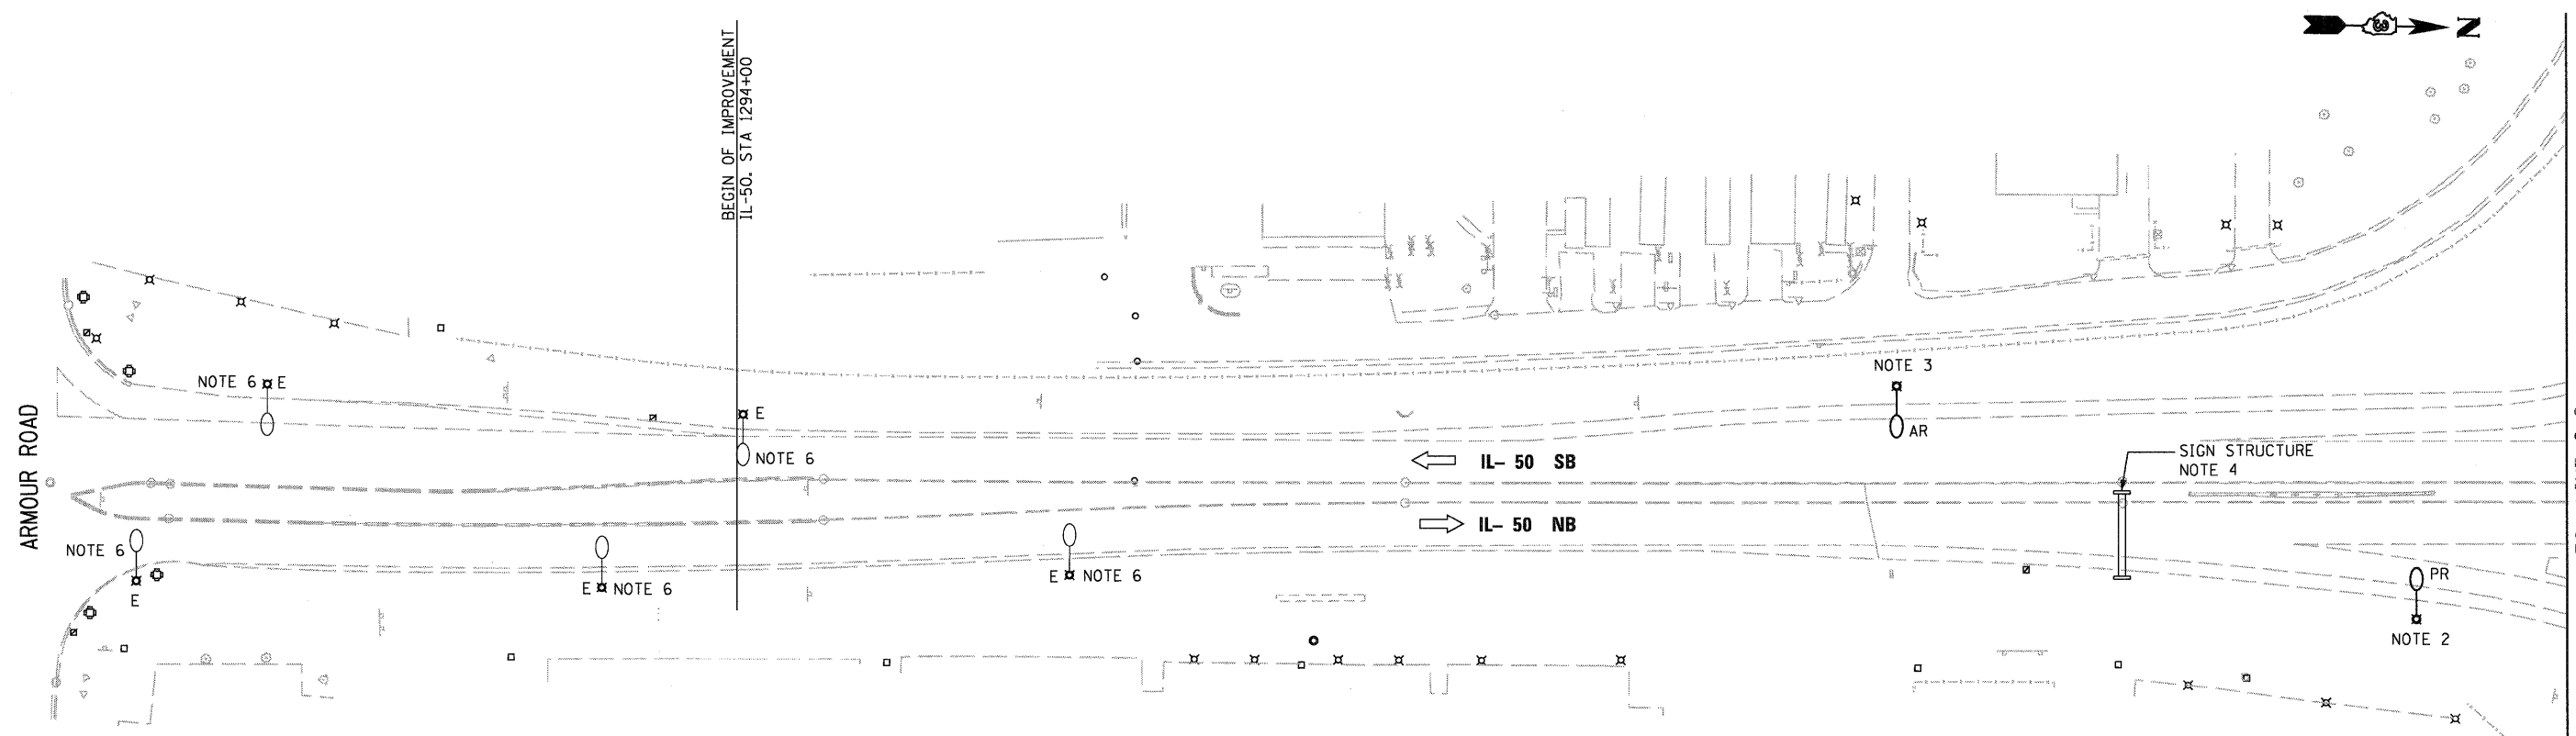 N
BEGIN OF IMPROVEMENT
IL-50. STA 1294+00
NOTE 3
NOTE 6 E
E
AR
ARMOUR ROAD
SIGN STRUCTURE
NOTE 4
NOTE 6
IL- 50 SB
IL- 50 NB
NOTE 6
E
E NOTE 6
E NOTE 6
PR
NOTE 2